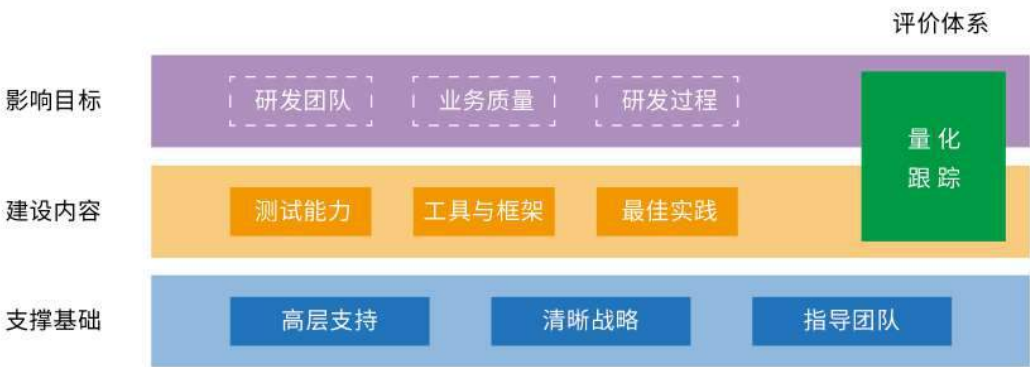 评价体系
影响目标
研发团队
业务质量
研发过程
量化
跟踪
建设内容
测试能力
工具与框架
最佳实践
支撑基础
高层支持
清晰战略
指导团队